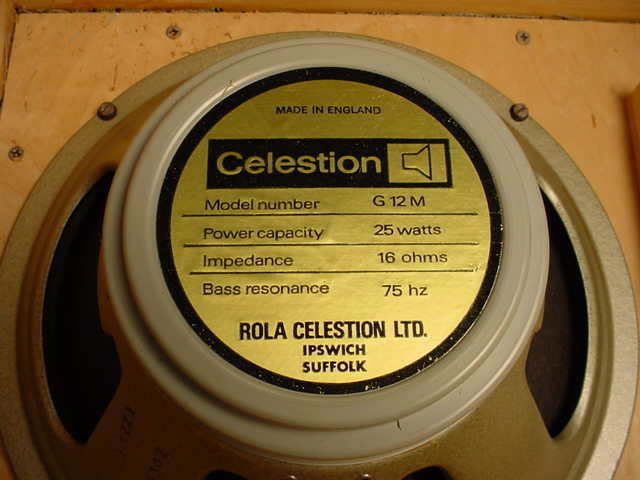 MADE IN ENGLAND
Celestion
Model number G 12 M
Power capacity 25 watts
Impedance 16 ohms
Bass resonance 75 hz
ROLA CELESTION LTD.
IPSWICH
SUFFOLK